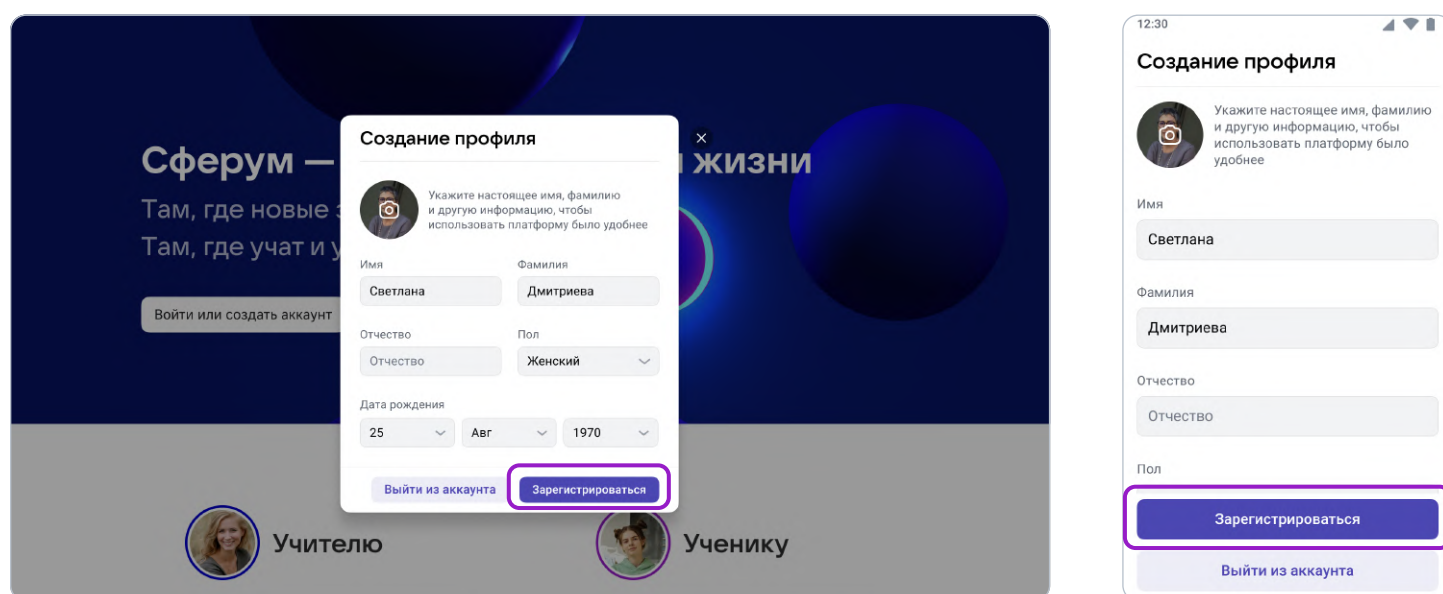 Сферум —
жизни
Там, где новые
Там, где учат и у
Войти или создать аккаунт
Создание профиля
Укажите настоящее имя, фамилию
и другую информацию, чтобы
использовать платформу было удобнее
Имя
Фамилия
Светлана
Дмитриева
Отчество
Пол
Отчество
Женский
Дата рождения
25
Авг
1970
Выйти из аккаунта
Зарегистрироваться
Учителю
Ученику
12:30
Создание профиля
Укажите настоящее имя, фамилию
и другую информацию, чтобы
использовать платформу было
удобнее
Имя
Светлана
Фамилия
Дмитриева
Отчество
Отчество
Пол
Зарегистрироваться
Выйти из аккаунта